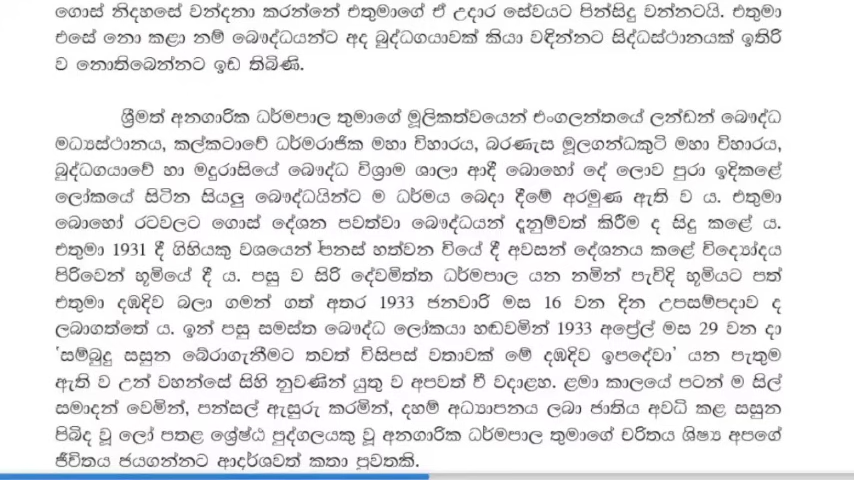 ගොස් නිදහසේ වන්දනා කරන්නේ එතුමාගේ ඒ උදාර සේවයට පින්සිදු වන්නටයි. එතුමා
එසේ නො කළා නම් බෞද්ධයන්ට අද බුද්ධගයාවක් කියා වඳින්නට සිද්ධස්ථානයක් ඉතිරි
ව නොතිබෙන්නට ඉඩ තිබිණි.
ශ්‍රීමත් අනගාරික ධර්මපාල තුමාගේ මූලිකත්වයෙන් එංගලන්තයේ ලන්ඩන් බෞද්ධ
මධ්‍යස්ථානය, කල්කටාවේ ධර්මරාජික මහා විහාරය, බරණැස මූලගන්ධකුටි මහා විහාරය,
බුද්ධගයාවේ හා මදුරාසියේ බෞද්ධ විශ්‍රාම ශාලා ආදී බොහෝ දේ ලොව පුරා ඉදිකළේ
ලෝකයේ සිටින සියලු බෞද්ධයින්ට ම ධර්මය බෙදා දීමේ අරමුණ ඇති ව ය. එතුමා
බොහෝ රටවලට ගොස් දේශන පවත්වා බෞද්ධයන් දැනුම්වත් කිරීම ද සිදු කළේ ය.
එතුමා 1931 දී ගිහියකු වශයෙන් පනස් හත්වන වියේ දී අවසන් දේශනය කළේ විද්‍යෝදය
පිරිවෙන් භූමියේ දී ය. පසු ව සිරි දේවමිත්ත ධර්මපාල යන නමින් පැවිදි භූමියට පත්
එතුමා දඹදිව බලා ගමන් ගත් අතර 1933 ජනවාරි මස 16 වන දින උපසම්පදාව ද
ලබාගත්තේ ය. ඉන් පසු සමස්ත බෞද්ධ ලෝකයා හඬවමින් 1933 අප්‍රේල් මස 29 වන දා
'සම්බුදු සසුන බේරාගැනීමට තවත් විසිපස් වතාවක් මේ දඹදිව ඉපදේවා' යන පැතුම
ඇති ව උන් වහන්සේ සිහි නුවණින් යුතු ව අපවත් වී වදාළහ. ළමා කාලයේ පටන් ම සිල්
සමාදන් වෙමින්, පන්සල් ඇසුරු කරමින්, දහම් අධ්‍යාපනය ලබා ජාතිය අවදි කළ සසුන
පිබිද වූ ලෝ පතළ ශ්‍රේෂ්ඨ පුද්ගලයකු වූ අනගාරික ධර්මපාල තුමාගේ චරිතය ශිෂ්‍ය අපගේ
ජීවිතය ජයගන්නට ආදර්ශවත් කතා පුවතකි.